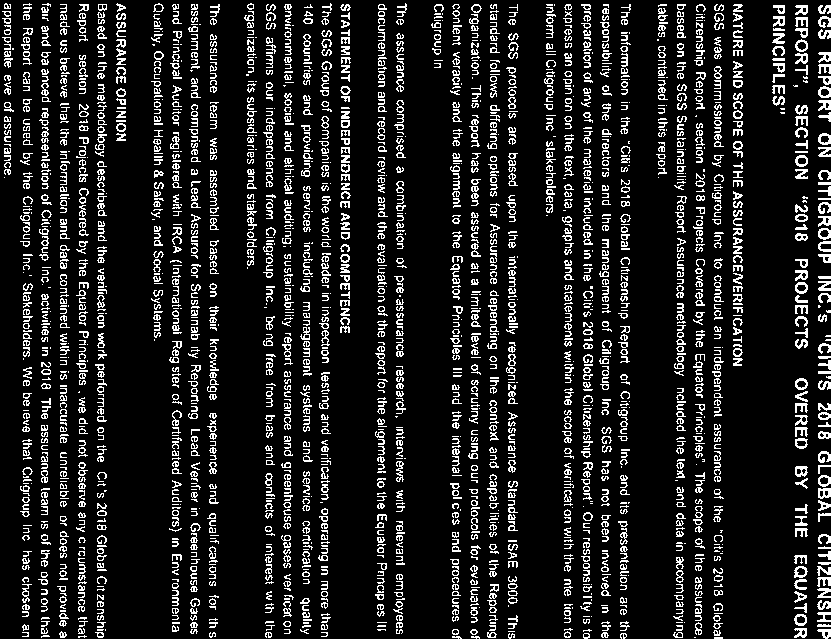 SGS REPORT ON CITIGROUP INC.'s "CITI'S 2018 GLOBAL CITIZENSHIP
REPORT", SECTION "2018 PROJECTS OVERED BY THE EQUATOR
PRINCIPLES"
NATURE AND SCOPE OF THE ASSURANCE/VERIFICATION
SGS was commissioned by Citigroup Inc to conduct an independent assurance of the "Citi's 2018 Global
Citizenship Report, section "2018 Projects Covered by the Equator Principles". The scope of the assurance,
based on the SGS Sustainability Report Assurance methodology included the text, and data in accompanying
tables, contained in this report.
The information in the "Citi's 2018 Global Citizenship Report of Citigroup Inc. and its presentation are the
responsibility of the directors and the management of Citigroup Inc SGS has not been involved in the
preparation of any of the material included in the "Citi's 2018 Global Citizenship Report". Our responsibility is to
express an opinion on the text, data, graphs and statements within the scope of verification with the intention to
inform all Citigroup Inc ' stakeholders.
The SGS protocols are based upon the internationally recognized Assurance Standard ISAE 3000. This
standard follows differing options for Assurance depending on the context and capabilities of the Reporting
Organization. This report has been assured at a limited level of scrutiny using our protocols for evaluation of
content veracity and the alignment to the Equator Principles III and the internal policies and procedures of
Citigroup In
The assurance comprised a combination of pre-assurance research, interviews with relevant employees
documentation and record review and the evaluation of the report for the alignment to the Equator Principles III
STATEMENT OF INDEPENDENCE AND COMPETENCE
The SGS Group of companies is the world leader in inspection testing and verification, operating in more than
140 countries and providing services including management systems and service certification quality
environmental, social and ethical auditing; sustainability report assurance and greenhouse gases verification
SGS affirms our independence from Citigroup Inc., being free from bias and conflicts of interest with the
organization, its subsidiaries and stakeholders.
The assurance team was assembled based on their knowledge experience and qualifications for this
assignment, and comprised a Lead Assuror for Sustainability Reporting Lead Verifier in Greenhouse Gases
and Principal Auditor registered with IRCA (International Register of Certificated Auditors) in Environmenta
Quality, Occupational Health & Safety, and Social Systems.
ASSURANCE OPINION
Based on the methodology described and the verification work performed on the Citi's 2018 Global Citizenship
Report section 2018 Projects Covered by the Equator Principles, we did not observe any circumstance that
made us believe that the information and data contained within is inaccurate unreliable or does not provide a
fair and balanced representation of Citigroup Inc.' activities in 2018 The assurance team is of the opinion that
the Report can be used by the Citigroup Inc.' Stakeholders. We believe that Citigroup Inc has chosen an
appropriate eve of assurance.